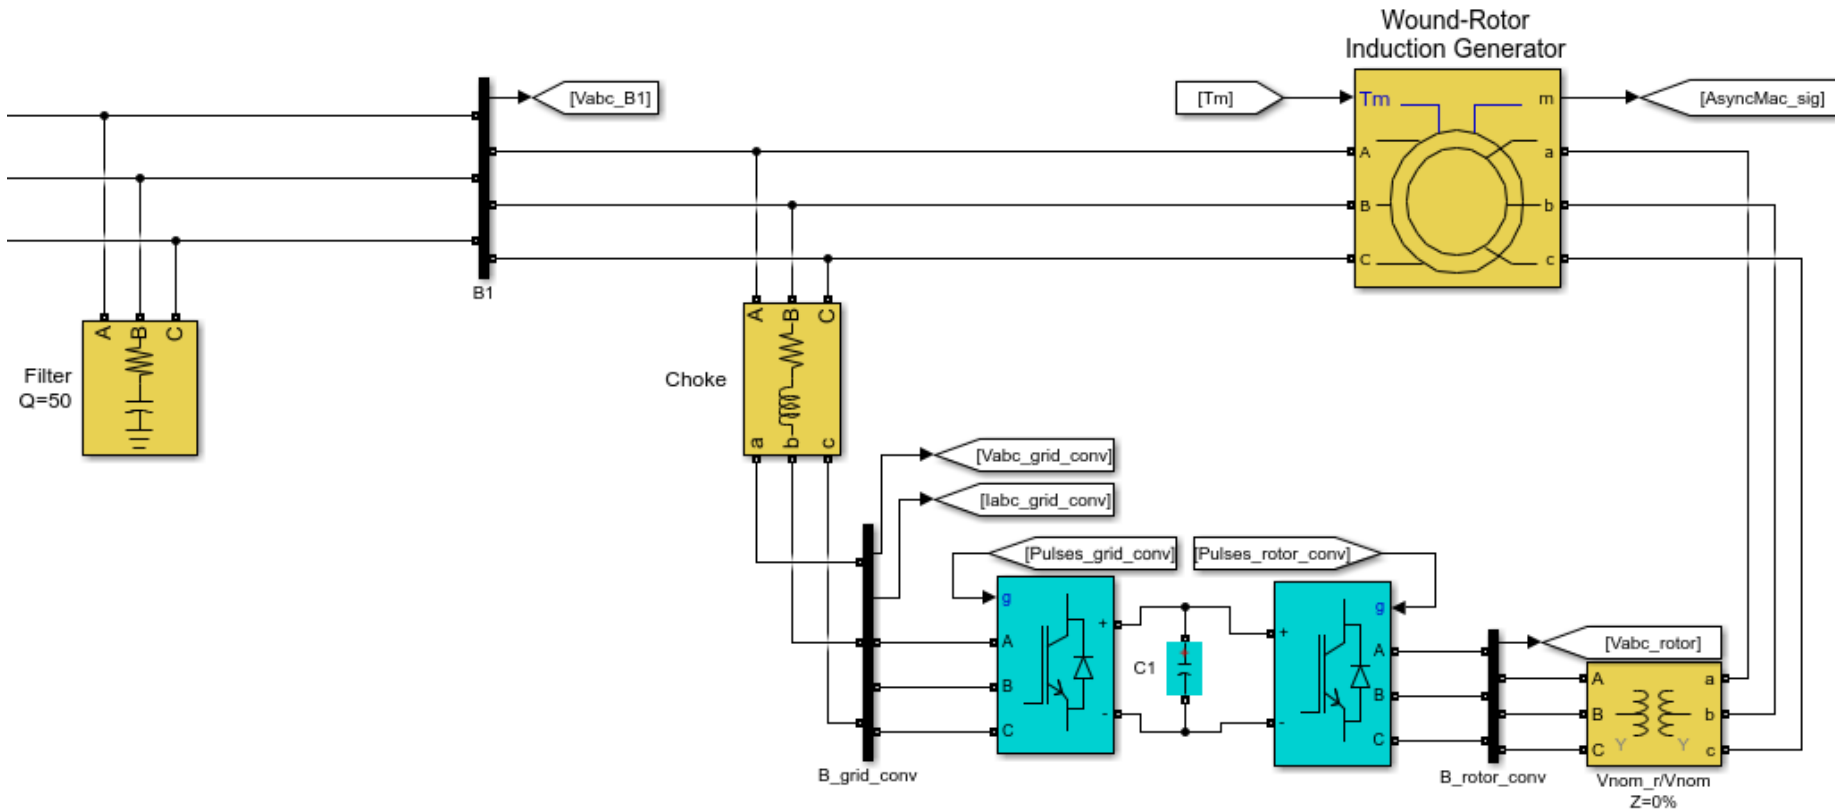 Wound-Rotor
Induction Generator
[Vabc_B1]
[Tm]
Tm
m
[AsyncMac_sig]
A
a
B
b
C
c
B1
A B C
Filter
Q=50
A B C
Choke
a b c
[Vabc_grid_conv]
[Iabc_grid_conv]
[Pulses_grid_conv]
[Pulses_rotor_conv]
g
+
A
B
-
C
C1
+
g
A
B
-
C
[Vabc_rotor]
A
a
B
b
Y Y
C
c
B_grid_conv
B_rotor_conv
Vnom_r/Vnom
Z=0%